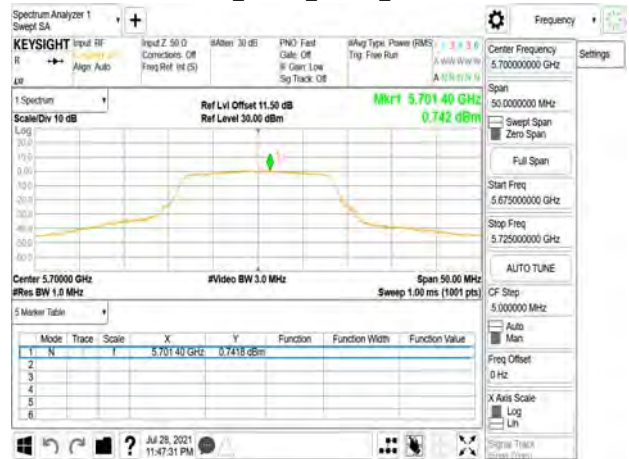 Spectrum Analyzer 1
Swept SA
+
Frequency
KEYSIGHT
R
Input: RF
Align: Auto
Input Z: 50 Ω
Corrections: Off
Freq Ref: Int (S)
#Atten: 30 dB
PNO: Fast
Gate: Off
IF Gain: Low
Sig Track: Off
#Avg Type: Power (RMS)
Trig: Free Run
Center Frequency
5.700000000 GHz
Settings
Span
50.0000000 MHz
Swept Span
Zero Span
Full Span
Start Freq
5.675000000 GHz
Stop Freq
5.725000000 GHz
AUTO TUNE
CF Step
5.000000 MHz
Auto
Man
Freq Offset
0 Hz
X Axis Scale
Log
Lin
Signal Track
1 Spectrum
Scale/Div 10 dB
Ref Lvl Offset 11.50 dB
Ref Level 30.00 dBm
Mkr1 5.701 40 GHz
0.742 dBm
Log
Center 5.70000 GHz
#Res BW 1.0 MHz
#Video BW 3.0 MHz
Span 50.00 MHz
Sweep 1.00 ms (1001 pts)
5 Marker Table
Mode Trace Scale X Y Function Function Width Function Value
1 N 1 f 5.701 40 GHz 0.7418 dBm
2
3
4
5
6
?
Jul 28, 2021
11:47:31 PM